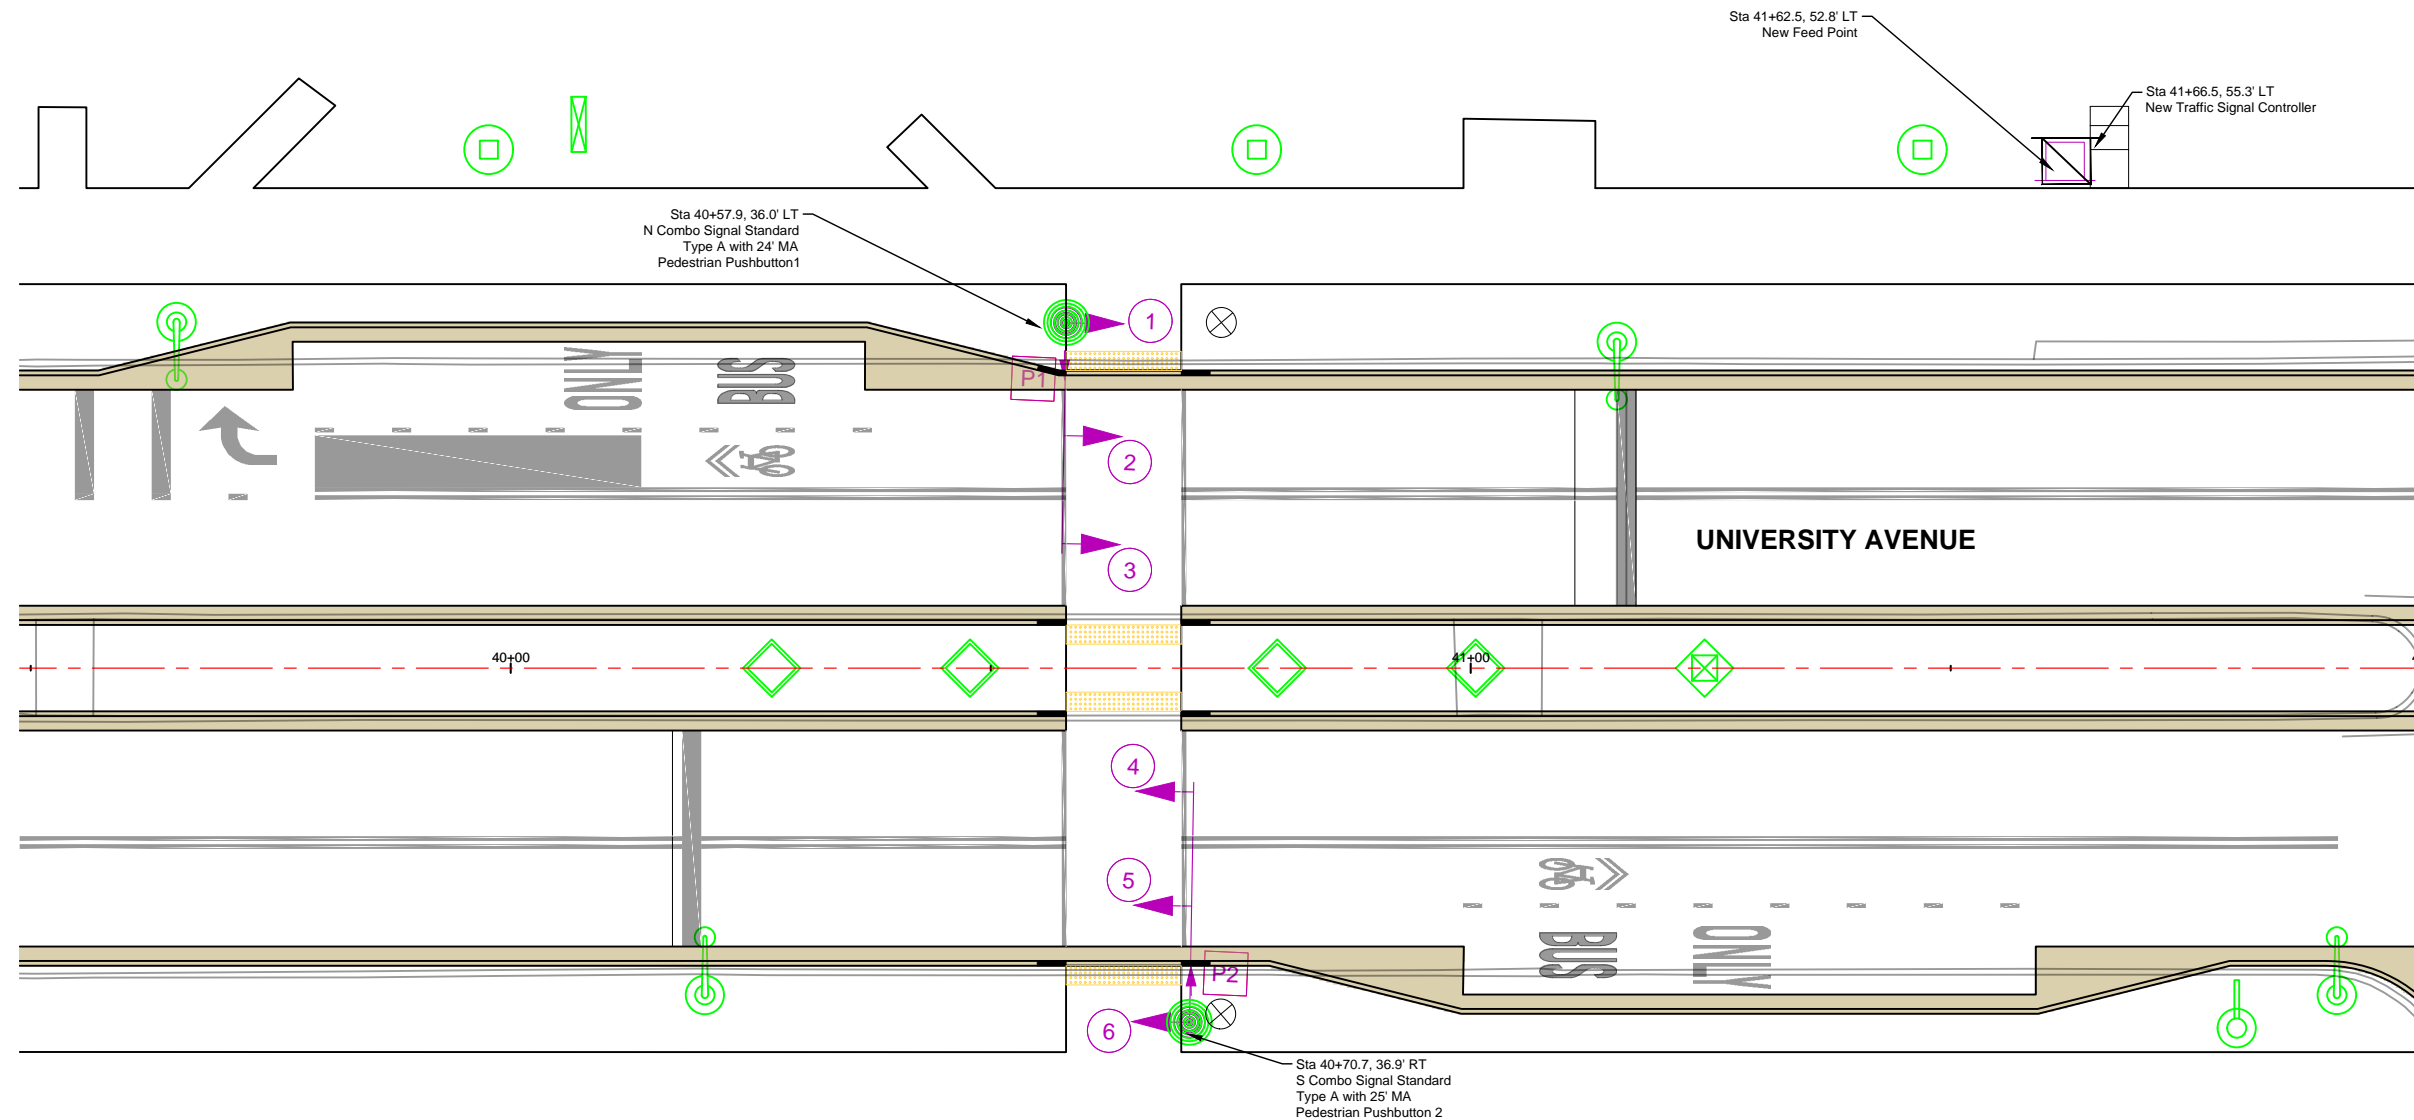 Sta 41+62.5, 52.8' LT
New Feed Point
Sta 41+66.5, 55.3' LT
New Traffic Signal Controller
Sta 40+57.9, 36.0' LT
N Combo Signal Standard
Type A with 24' MA
Pedestrian Pushbutton1
1
P1
ONLY
BUS
2
3
UNIVERSITY AVENUE
40+00
41+00
4
5
BUS
ONLY
P2
6
Sta 40+70.7, 36.9' RT
S Combo Signal Standard
Type A with 25' MA
Pedestrian Pushbutton 2